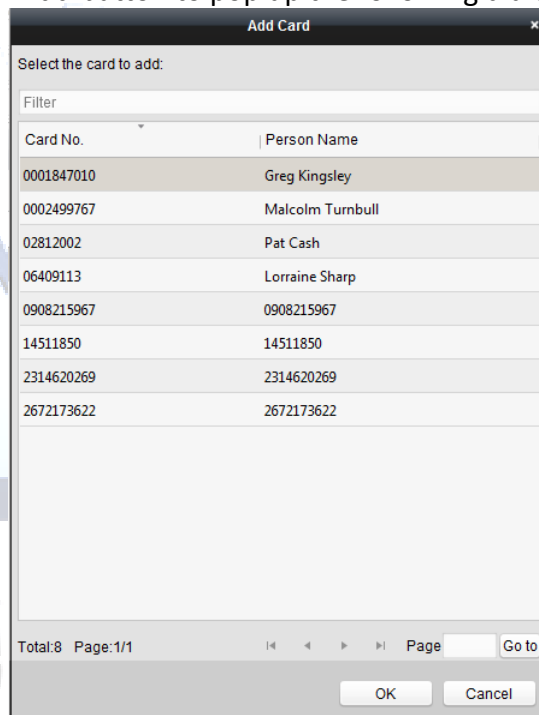 Add Card ×
Select the card to add:
Filter
Card No. Person Name
0001847010 Greg Kingsley
0002499767 Malcolm Turnbull
02812002 Pat Cash
06409113 Lorraine Sharp
0908215967 0908215967
14511850 14511850
2314620269 2314620269
2672173622 2672173622
Total:8 Page:1/1 Page Go to
OK Cancel